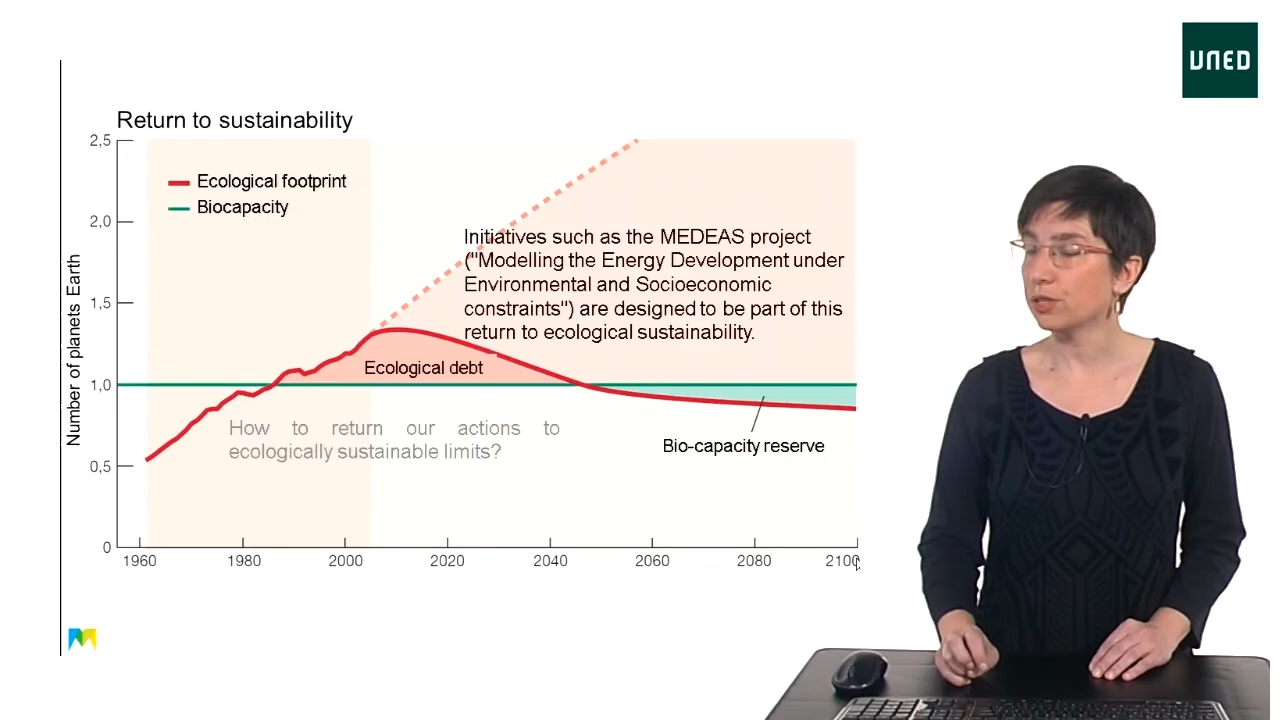 UNED
Return to sustainability
2,5
2,0
1,5
1,0
0,5
0
Number of planets Earth
Ecological footprint
Biocapacity
Initiatives such as the MEDEAS project
("Modelling the Energy Development under
Environmental and Socioeconomic
constraints") are designed to be part of this
return to ecological sustainability.
Ecological debt
How to return our actions to
ecologically sustainable limits?
Bio-capacity reserve
1960 1980 2000 2020 2040 2060 2080 2100